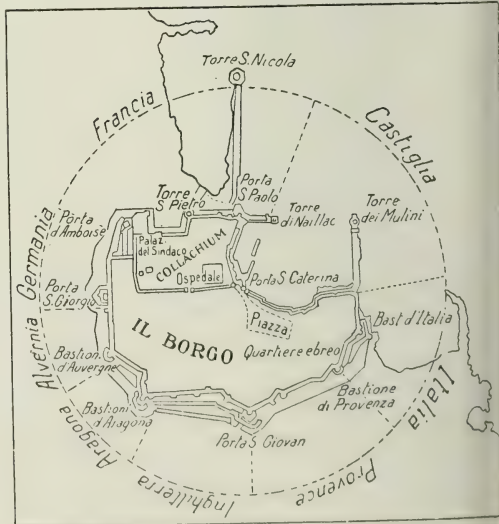 Torre S. Nicola
Francia
Castiglia
Torre
S. Pietro
Porta
S. Paolo
Torre
di Naillac
Torre
dei Mulini
Germania
Porta
d'Amboise
Palaz.
del Sindaco
COLLACHIUM
Ospedale
Porta S. Caterina
Porta
S. Giorgio
Piazza
Alvernia
IL BORGO
Quartiere ebreo
Bast. d'Italia
Italia
Bastion.
d'Auvergne
Bastione
di Provenza
Bastioni
d'Aragona
Aragona
Porta S. Giovan
Provence
Inghilterra